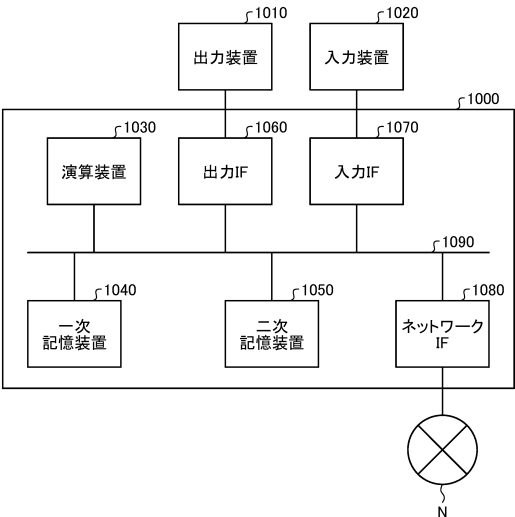 1010
1020
出力装置
入力装置
1000
1030
1060
1070
演算装置
出力IF
入力IF
1090
1040
1050
1080
一次
記憶装置
二次
記憶装置
ネットワーク
IF
N